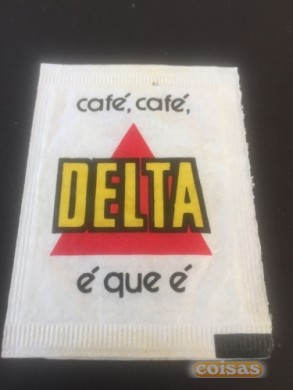 café, café,
DELTA
é que é
coisas